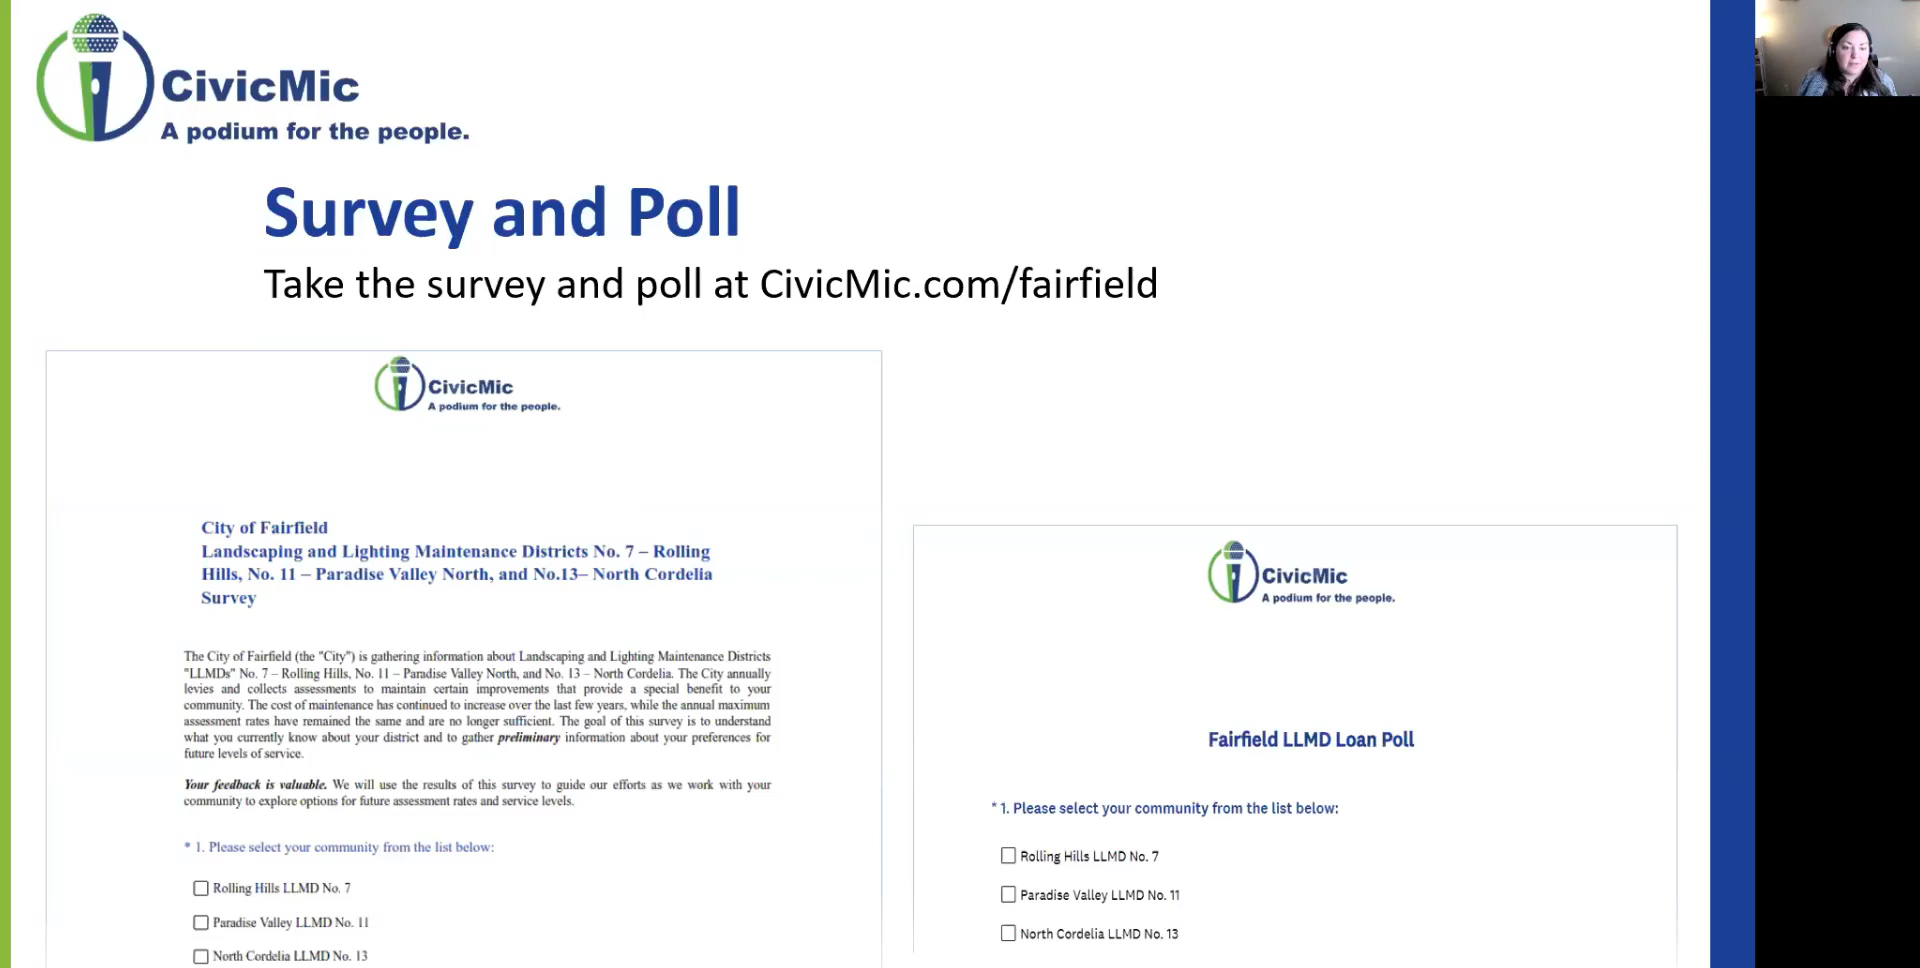 CivicMic
A podium for the people.
Survey and Poll
Take the survey and poll at CivicMic.com/fairfield
CivicMic
A podium for the people.
City of Fairfield
Landscaping and Lighting Maintenance Districts No. 7 – Rolling
Hills, No. 11 – Paradise Valley North, and No.13– North Cordelia
Survey
The City of Fairfield (the "City") is gathering information about Landscaping and Lighting Maintenance Districts
"LLMDs" No. 7 – Rolling Hills, No. 11 – Paradise Valley North, and No. 13 – North Cordelia. The City annually
levies and collects assessments to maintain certain improvements that provide a special benefit to your
community. The cost of maintenance has continued to increase over the last few years, while the annual maximum
assessment rates have remained the same and are no longer sufficient. The goal of this survey is to understand
what you currently know about your district and to gather preliminary information about your preferences for
future levels of service.
Your feedback is valuable. We will use the results of this survey to guide our efforts as we work with your
community to explore options for future assessment rates and service levels.
* 1. Please select your community from the list below:
Rolling Hills LLMD No. 7
Paradise Valley LLMD No. 11
North Cordelia LLMD No. 13
CivicMic
A podium for the people.
Fairfield LLMD Loan Poll
* 1. Please select your community from the list below:
Rolling Hills LLMD No. 7
Paradise Valley LLMD No. 11
North Cordelia LLMD No. 13